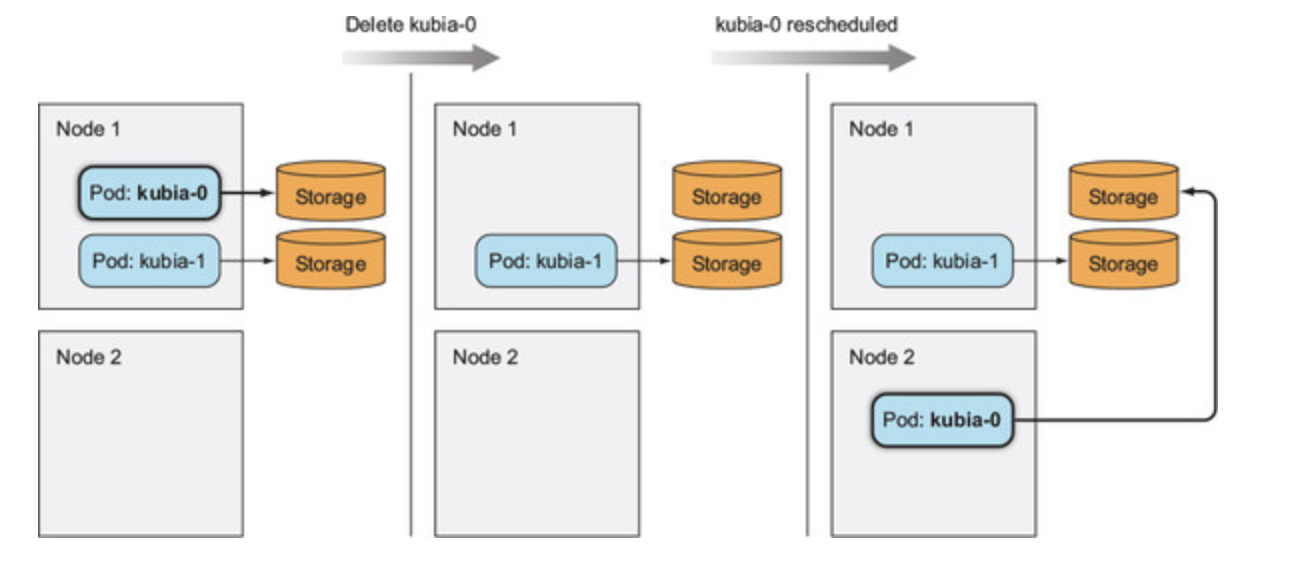 Delete kubia-0
kubia-0 rescheduled
Node 1
Pod: kubia-0
Storage
Pod: kubia-1
Storage
Node 2
Node 1
Storage
Pod: kubia-1
Storage
Node 2
Node 1
Storage
Pod: kubia-1
Storage
Node 2
Pod: kubia-0